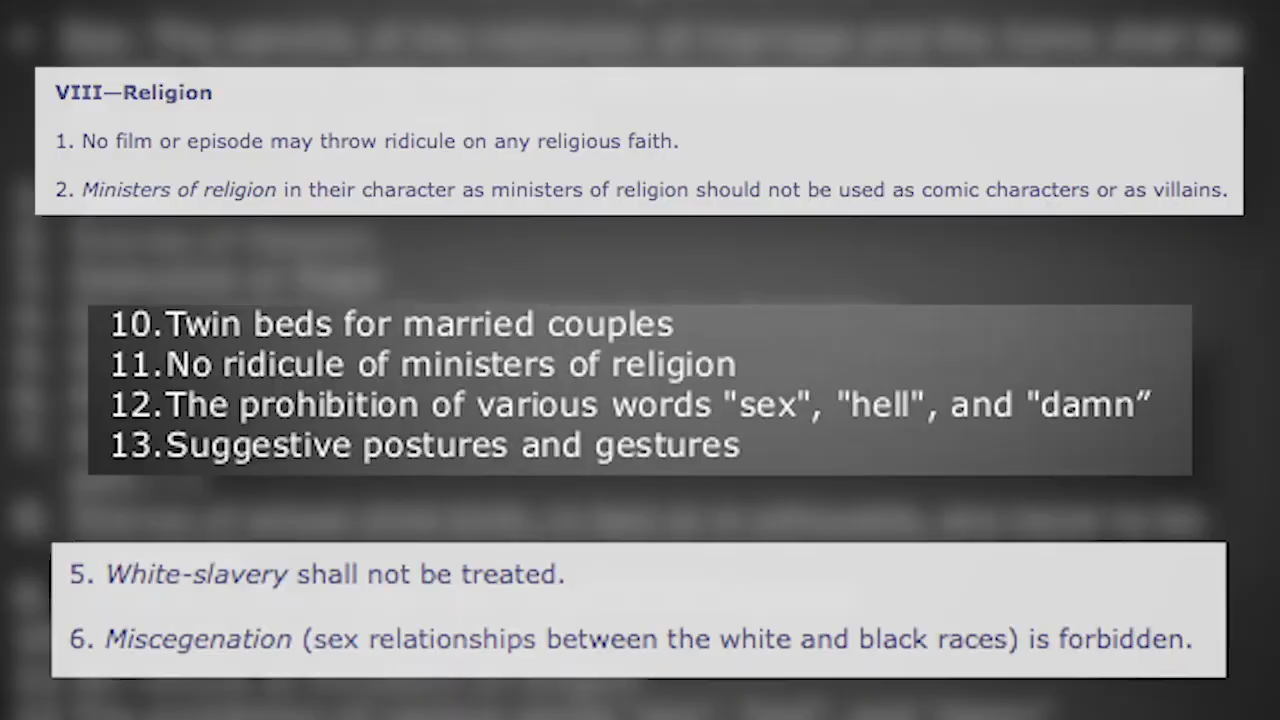 VIII—Religion
1. No film or episode may throw ridicule on any religious faith.
2. Ministers of religion in their character as ministers of religion should not be used as comic characters or as villains.
10.Twin beds for married couples
11.No ridicule of ministers of religion
12.The prohibition of various words "sex", "hell", and "damn”
13.Suggestive postures and gestures
5. White-slavery shall not be treated.
6. Miscegenation (sex relationships between the white and black races) is forbidden.